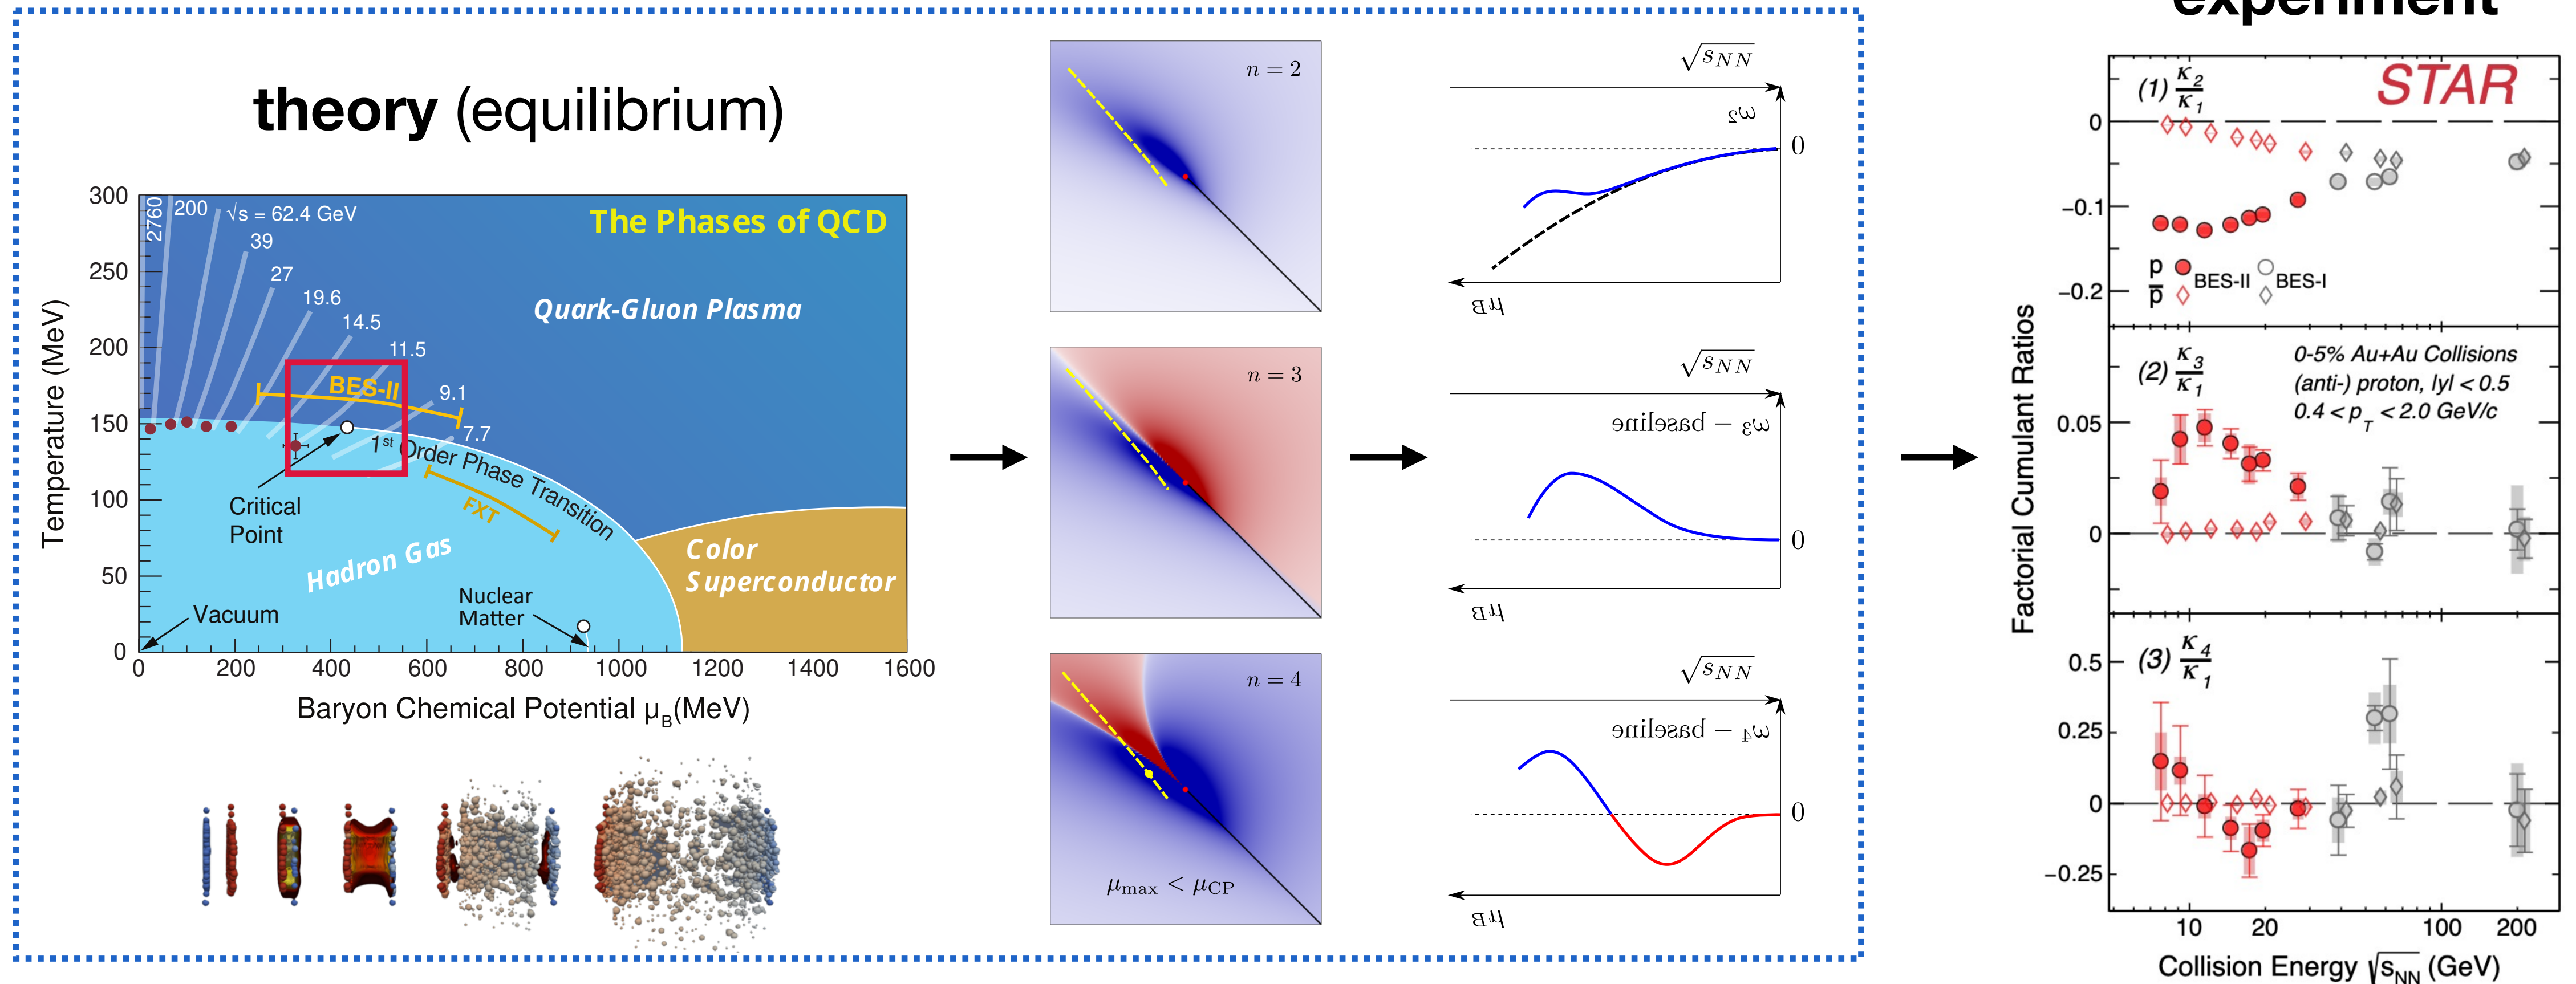 theory (equilibrium)
300
250
200
150
100
50
0
Temperature (MeV)
2760
200
√s = 62.4 GeV
39
27
19.6
14.5
11.5
9.1
7.7
The Phases of QCD
Quark-Gluon Plasma
BES-II
1st Order Phase Transition
FXT
Critical
Point
Hadron Gas
Color
Superconductor
Nuclear
Matter
Vacuum
0 200 400 600 800 1000 1200 1400 1600
Baryon Chemical Potential μB(MeV)
n = 2
n = 3
n = 4
μmax < μCP
√sNN
ω2
0
μB
√sNN
ω3 − baseline
0
μB
√sNN
ω4 − baseline
0
μB
experiment
STAR
(1) κ2/κ1
0
−0.1
−0.2
p
p̅
BES-II
BES-I
(2) κ3/κ1
0-5% Au+Au Collisions
(anti-) proton, lyl < 0.5
0.4 < pT < 2.0 GeV/c
0.05
0
(3) κ4/κ1
0.5
0.25
0
−0.25
Factorial Cumulant Ratios
10 20 100 200
Collision Energy √sNN (GeV)